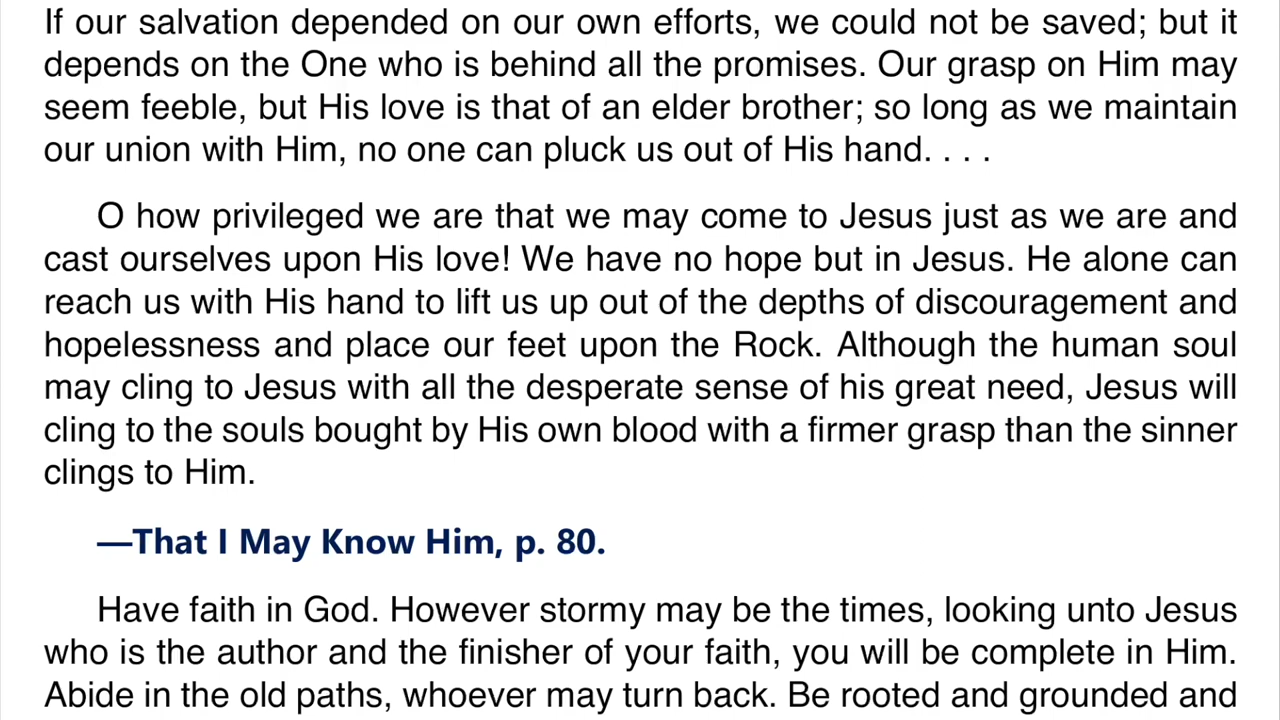 If our salvation depended on our own efforts, we could not be saved; but it
depends on the One who is behind all the promises. Our grasp on Him may
seem feeble, but His love is that of an elder brother; so long as we maintain
our union with Him, no one can pluck us out of His hand. . . .
O how privileged we are that we may come to Jesus just as we are and
cast ourselves upon His love! We have no hope but in Jesus. He alone can
reach us with His hand to lift us up out of the depths of discouragement and
hopelessness and place our feet upon the Rock. Although the human soul
may cling to Jesus with all the desperate sense of his great need, Jesus will
cling to the souls bought by His own blood with a firmer grasp than the sinner
clings to Him.
—That I May Know Him, p. 80.
Have faith in God. However stormy may be the times, looking unto Jesus
who is the author and the finisher of your faith, you will be complete in Him.
Abide in the old paths, whoever may turn back. Be rooted and grounded and